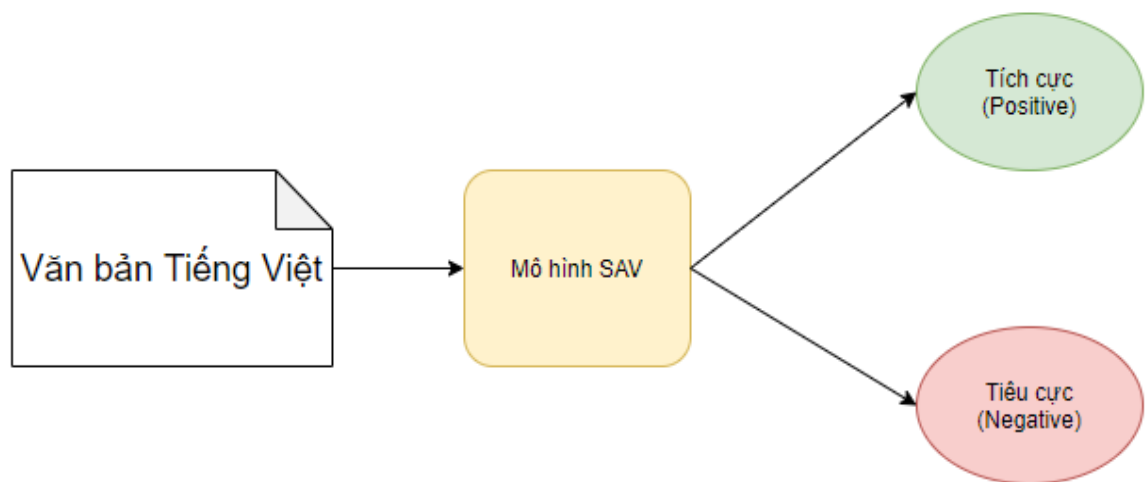 Tích cực
(Positive)
Văn bản Tiếng Việt
Mô hình SAV
Tiêu cực
(Negative)